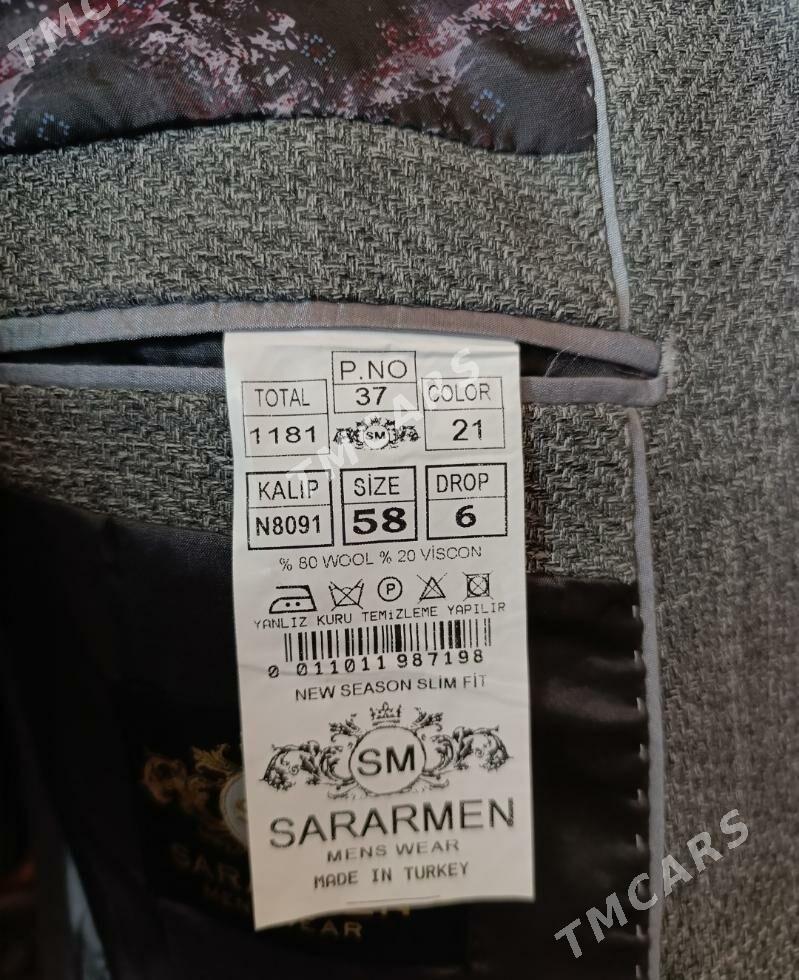 TMCARS
P.NO
TOTAL 37 COLOR
1181 SM 21
TMCARS
KALIP SİZE DROP
N8091 58 6
% 80 WOOL % 20 VİSCON
P
YANLIZ KURU TEMİZLEME YAPILIR
0 011011 987198
NEW SEASON SLIM FİT
SM
SARARMEN
MENS WEAR
MADE IN TURKEY
TMCARS